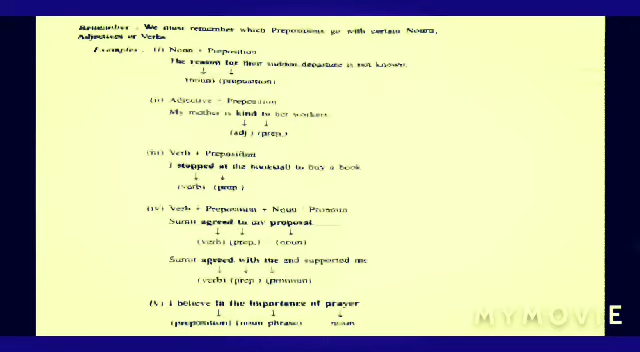 Remember : We must remember which Prepositions go with certain Nouns,
Adjectives or Verbs
Examples : (i) Noun + Preposition
The reason for their sudden departure is not known.
(noun) (preposition)
(ii) Adjective + Preposition
My mother is kind to her workers.
(adj.) (prep.)
(iii) Verb + Preposition
I stopped at the bookstall to buy a book
(verb) (prep.)
(iv) Verb + Preposition + Noun / Pronoun
Sumit agreed to my proposal
(verb) (prep.) (noun)
Sumit agreed with me and supported me
(verb) (prep.) (pronoun)
(v) I believe in the importance of prayer
(preposition) (noun phrase) noun
MYMOVIE